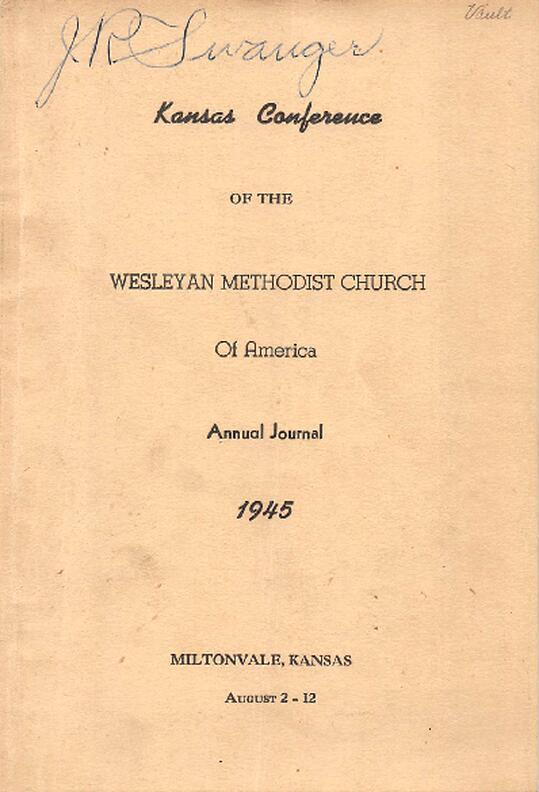 Vault
J R Swanger
Kansas Conference
OF THE
WESLEYAN METHODIST CHURCH
Of America
Annual Journal
1945
MILTONVALE, KANSAS
AUGUST 2 - 12